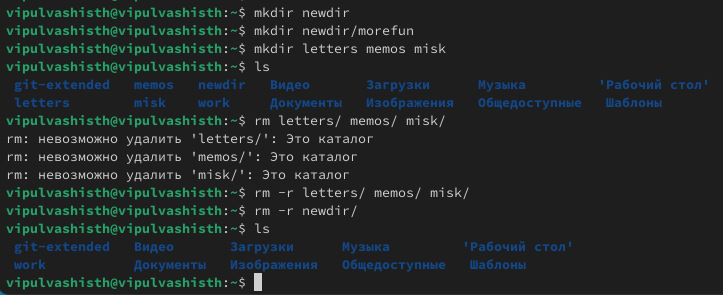 vipulvashisth@vipulvashisth:~$ mkdir newdir
vipulvashisth@vipulvashisth:~$ mkdir newdir/morefun
vipulvashisth@vipulvashisth:~$ mkdir letters memos misk
vipulvashisth@vipulvashisth:~$ ls
git-extended memos newdir Видео Загрузки Музыка 'Рабочий стол'
letters misk work Документы Изображения Общедоступные Шаблоны
vipulvashisth@vipulvashisth:~$ rm letters/ memos/ misk/
rm: невозможно удалить 'letters/': Это каталог
rm: невозможно удалить 'memos/': Это каталог
rm: невозможно удалить 'misk/': Это каталог
vipulvashisth@vipulvashisth:~$ rm -r letters/ memos/ misk/
vipulvashisth@vipulvashisth:~$ rm -r newdir/
vipulvashisth@vipulvashisth:~$ ls
git-extended Видео Загрузки Музыка 'Рабочий стол'
work Документы Изображения Общедоступные Шаблоны
vipulvashisth@vipulvashisth:~$